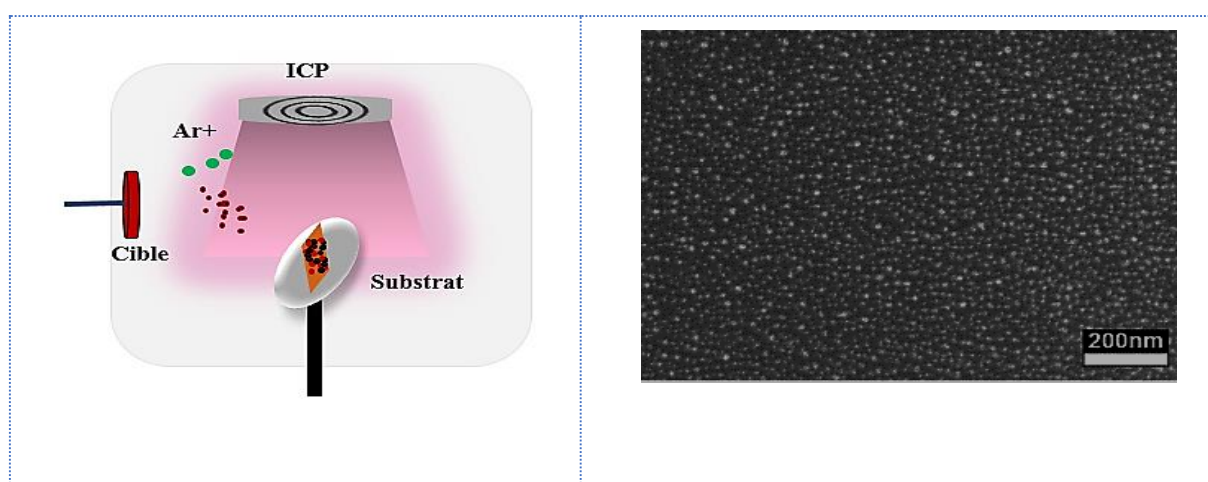 ICP
Ar+
Cible
Substrat
200nm